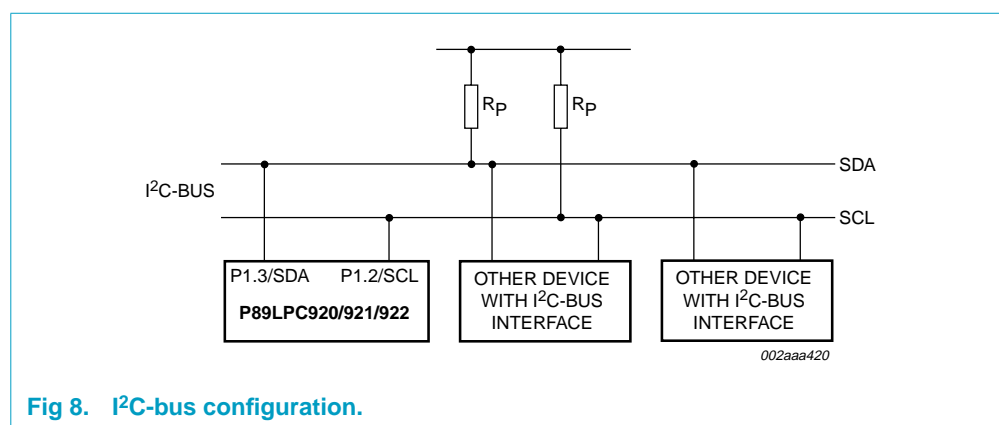 RP RP
SDA
I2C-BUS
SCL
P1.3/SDA P1.2/SCL
P89LPC920/921/922
OTHER DEVICE
WITH I2C-BUS
INTERFACE
OTHER DEVICE
WITH I2C-BUS
INTERFACE
002aaa420
Fig 8. I2C-bus configuration.